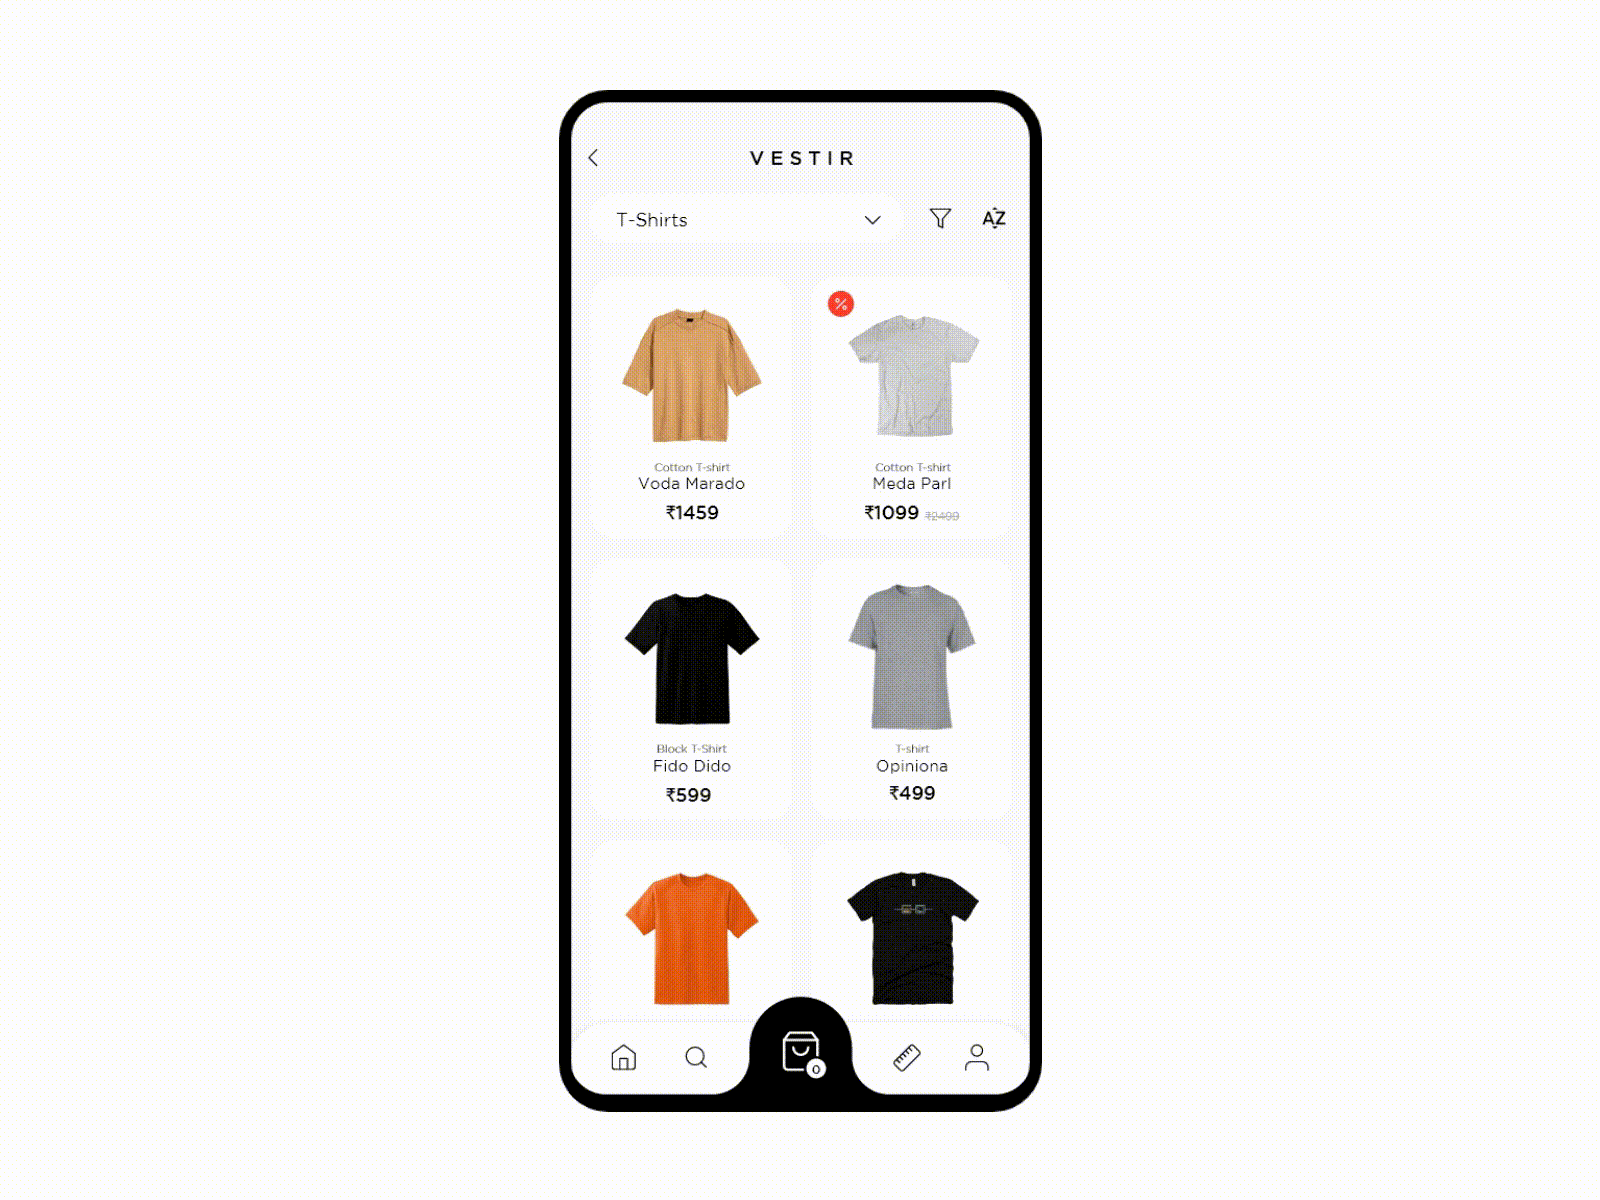 VESTIR
T-Shirts
AZ
%
Cotton T-shirt
Voda Marado
₹1459
Cotton T-shirt
Meda Parl
₹1099 ₹2499
Block T-Shirt
Fido Dido
₹599
T-shirt
Opiniona
₹499
0